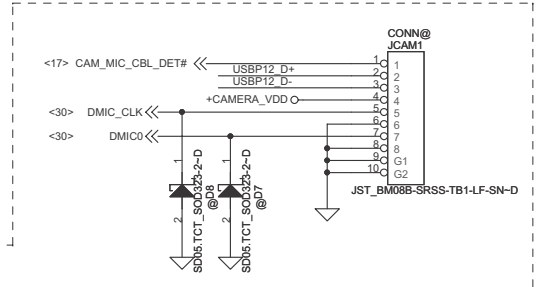 CONN@
JCAM1
<17> CAM_MIC_CBL_DET# 1 1
USBP12_D+ 2 2
USBP12_D- 3 3
+CAMERA_VDD 4 4
<30> DMIC_CLK 5 5
6 6
<30> DMIC0 7 7
8 8
9 G1
10 G2
JST_BM08B-SRSS-TB1-LF-SN~D
1
2
SD05.TCT_SOD323-2~D
@D8
1
2
SD05.TCT_SOD323-2~D
@D7